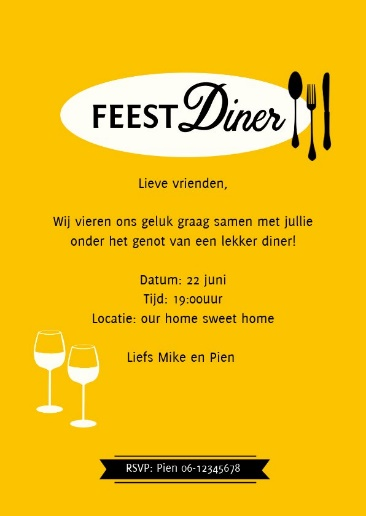 FEEST Diner
Lieve vrienden,
Wij vieren ons geluk graag samen met jullie
onder het genot van een lekker diner!
Datum: 22 juni
Tijd: 19:00uur
Locatie: our home sweet home
Liefs Mike en Pien
RSVP: Pien 06-12345678